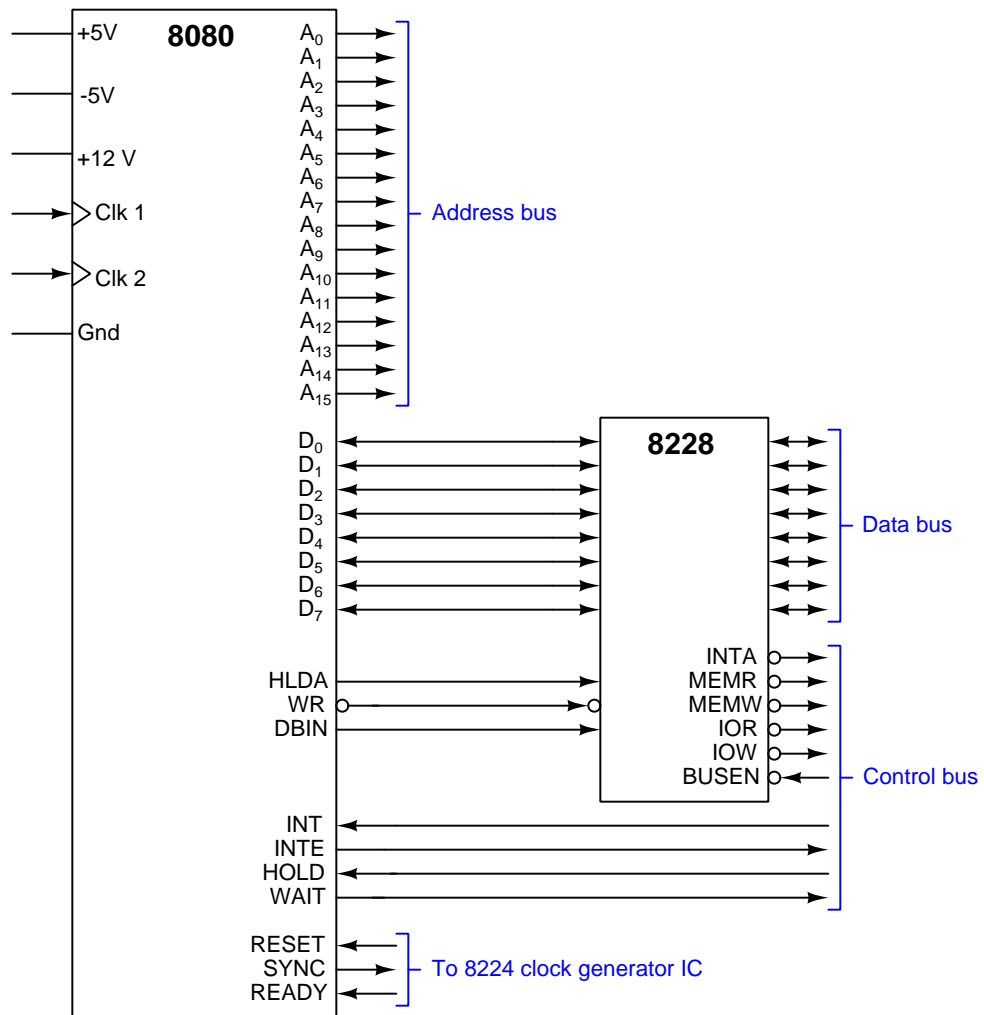 8080
+5V
-5V
+12 V
Clk 1
Clk 2
Gnd
A0
A1
A2
A3
A4
A5
A6
A7
A8
A9
A10
A11
A12
A13
A14
A15
Address bus
D0
D1
D2
D3
D4
D5
D6
D7
HLDA
WR
DBIN
INT
INTE
HOLD
WAIT
RESET
SYNC
READY
To 8224 clock generator IC
8228
INTA
MEMR
MEMW
IOR
IOW
BUSEN
Data bus
Control bus